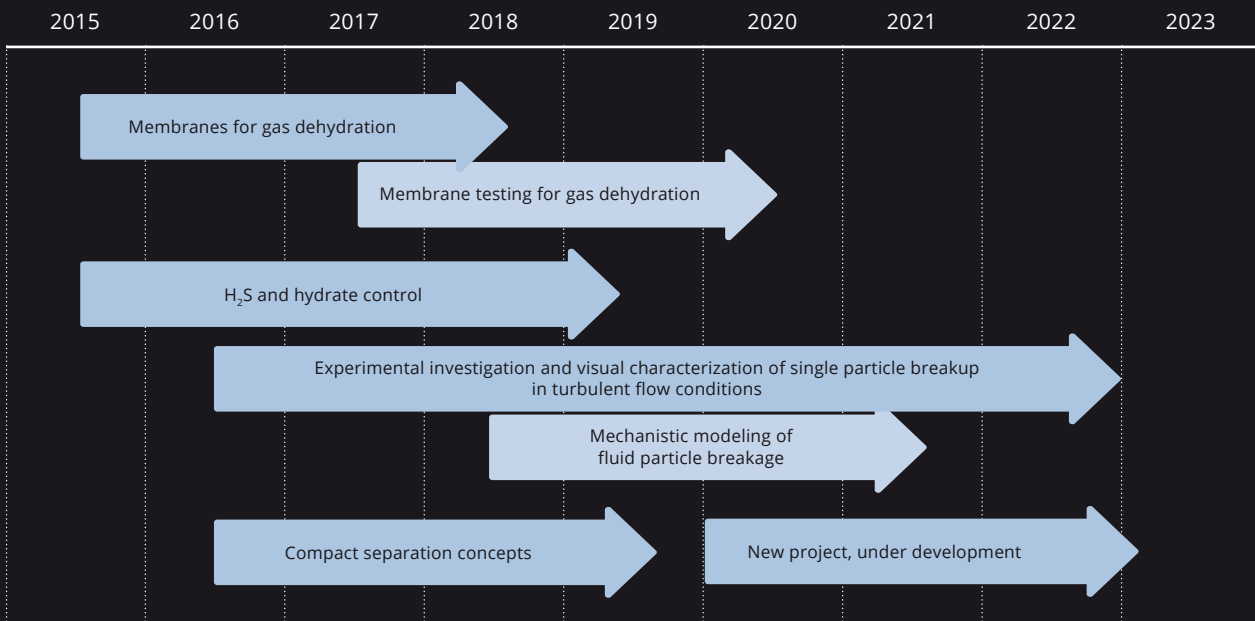 2015 2016 2017 2018 2019 2020 2021 2022 2023
Membranes for gas dehydration
Membrane testing for gas dehydration
H₂S and hydrate control
Experimental investigation and visual characterization of single particle breakup
in turbulent flow conditions
Mechanistic modeling of
fluid particle breakage
Compact separation concepts
New project, under development